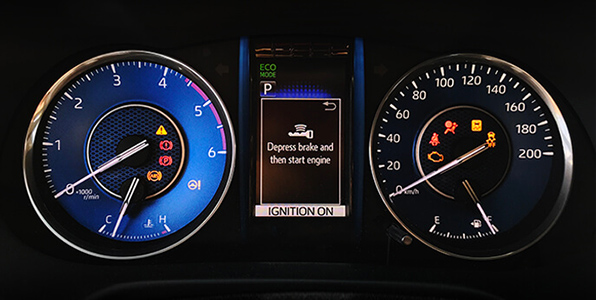 1
2
3
4
5
6
0
×1000
r/min
C
H
ECO
MODE
P
Depress brake and
then start engine
IGNITION ON
0
20
40
60
80
100
120
140
160
180
200
km/h
E
F